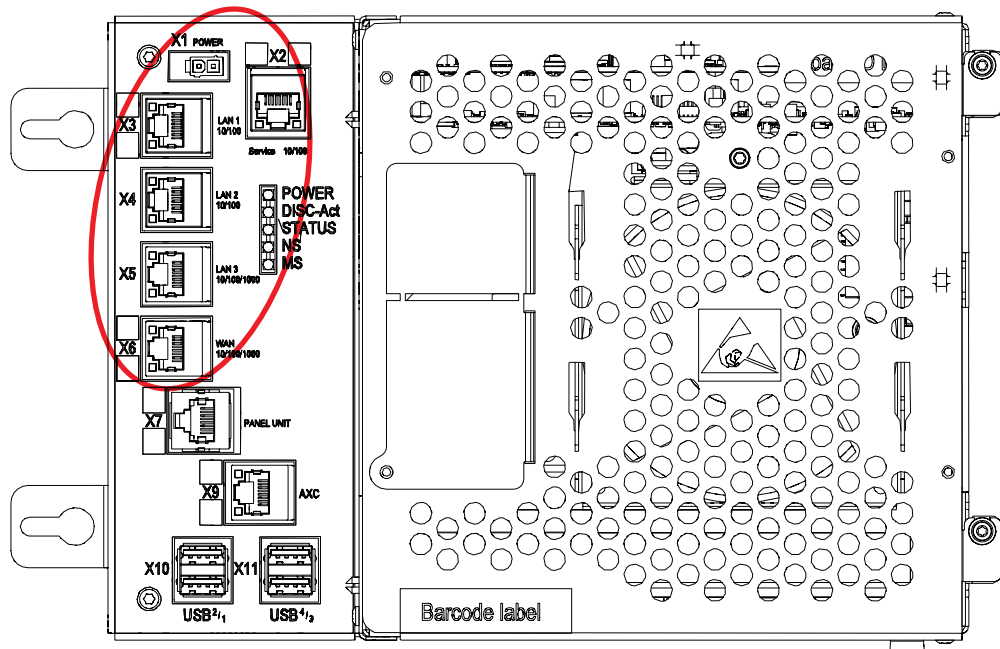 X1 POWER
X2
X3
LAN 1
10/100
Service 10/100
X4
LAN 2
10/100
POWER
DISC-Act
STATUS
NS
MS
X5
LAN 3
10/100/1000
X6
WAN
10/100/1000
X7
PANEL UNIT
X9
AXC
X10
X11
USB²/₁
USB⁴/₃
Barcode label